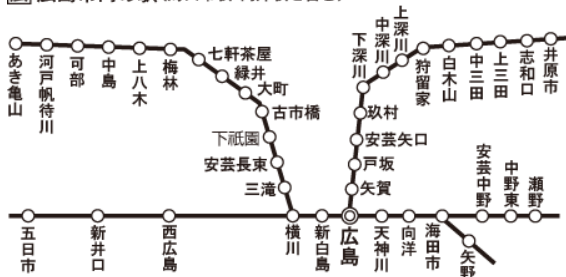 あき亀山
河戸帆待川
可部
中島
上八木
梅林
七軒茶屋
緑井
大町
古市橋
下祇園
安芸長束
三滝
下深川
中深川
上深川
狩留家
白木山
中三田
上三田
志和口
井原市
玖村
安芸矢口
戸坂
矢賀
五日市
新井口
西広島
横川
新白島
広島
天神川
向洋
海田市
安芸中野
中野東
瀬野
矢野